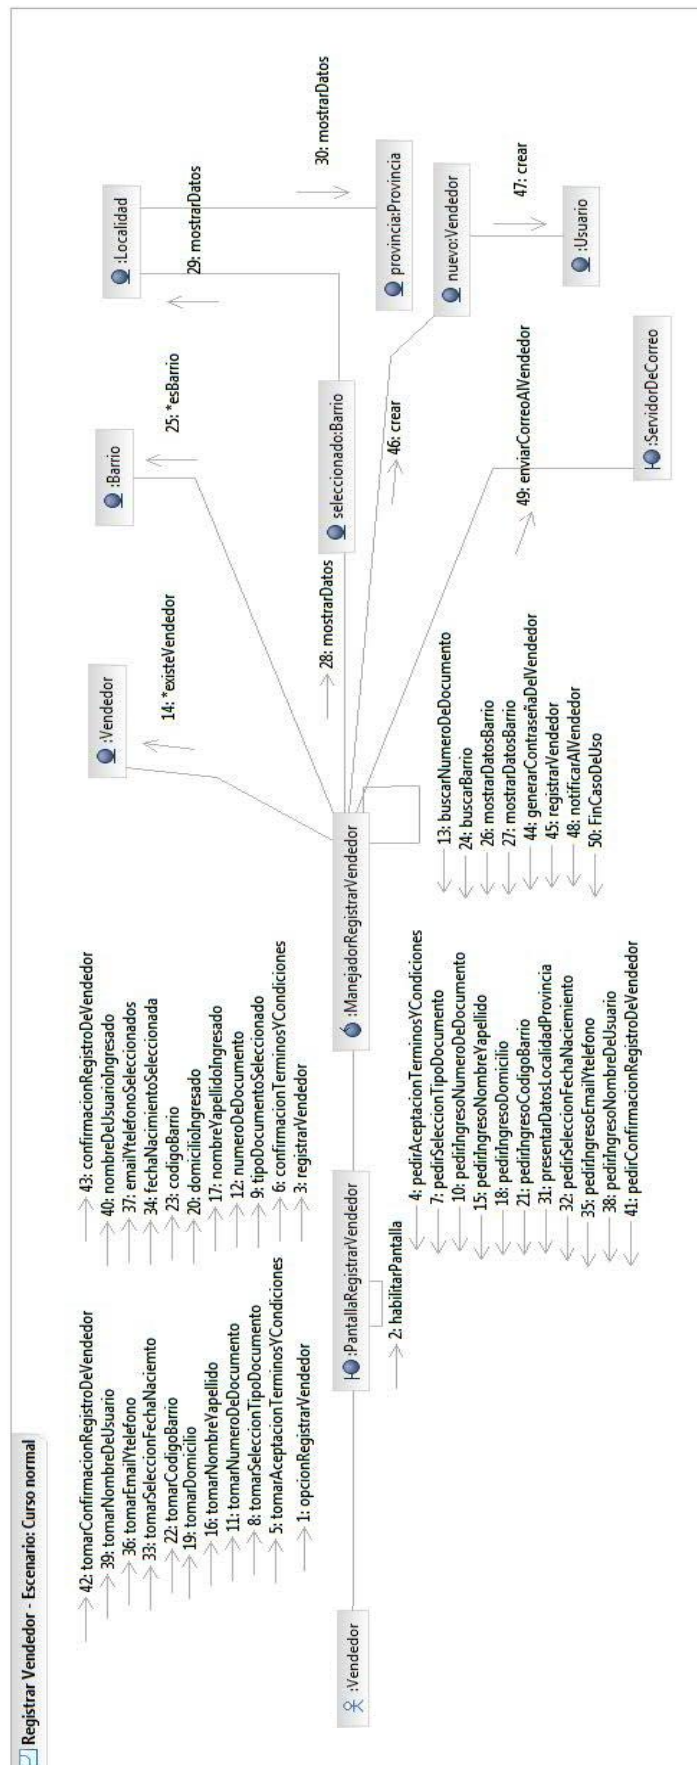 Registrar Vendedor - Escenario: Curso normal
42: tomarConfirmacionRegistroDeVendedor
39: tomarNombreDeUsuario
36: tomarEmailYtelefono
33: tomarSeleccionFechaNaciemto
22: tomarCodigoBarrio
19: tomarDomicilio
16: tomarNombreYapellido
11: tomarNumeroDeDocumento
8: tomarSeleccionTipoDocumento
5: tomarAceptacionTerminosYCondiciones
1: opcionRegistrarVendedor
:Vendedor
43: confirmacionRegistroDeVendedor
40: nombreDeUsuarioIngresado
37: emailYtelefonoSeleccionados
34: fechaNacimientoSeleccionada
23: codigoBarrio
20: domicilioIngresado
17: nombreYapellidoIngresado
12: numeroDeDocumento
9: tipoDocumentoSeleccionado
6: confirmacionTerminosYCondiciones
3: registrarVendedor
:PantallaRegistrarVendedor
2: habilitarPantalla
4: pedirAceptacionTerminosYCondiciones
7: pedirSeleccionTipoDocumento
10: pedirIngresoNumeroDeDocumento
15: pedirIngresoNombreYapellido
18: pedirIngresoDomicilio
21: pedirIngresoCodigoBarrio
31: presentarDatosLocalidadProvincia
32: pedirSeleccionFechaNaciemiento
35: pedirIngresoEmailYtelefono
38: pedirIngresoNombreDeUsuario
41: pedirConfirmacionRegistroDeVendedor
:ManejadorRegistrarVendedor
13: buscarNumeroDeDocumento
24: buscarBarrio
26: mostrarDatosBarrio
27: mostrarDatosBarrio
44: generarContraseñaDelVendedor
45: registrarVendedor
48: notificarAlVendedor
50: FinCasoDeUso
:Vendedor
14: *existeVendedor
:Barrio
25: *esBarrio
28: mostrarDatos
seleccionado:Barrio
:Localidad
29: mostrarDatos
30: mostrarDatos
provincia:Provincia
46: crear
nuevo:Vendedor
47: crear
:Usuario
49: enviarCorreoAlVendedor
:ServidorDeCorreo